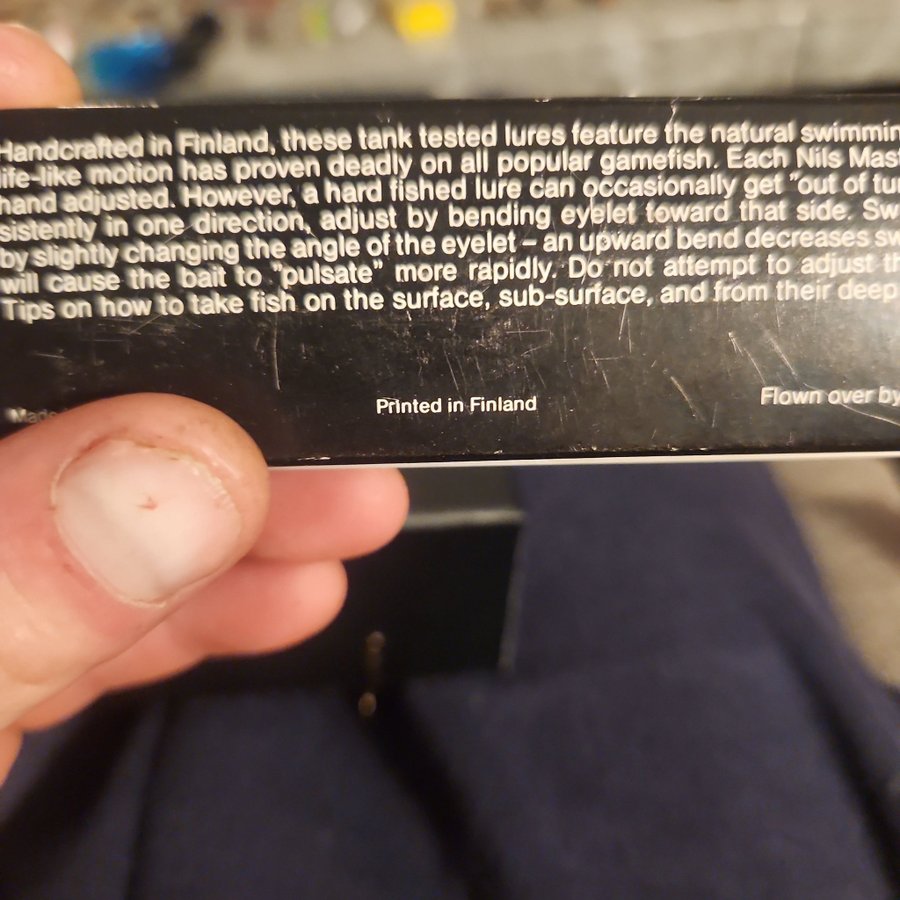 Handcrafted in Finland, these tank tested lures feature the natural swimmin
life-like motion has proven deadly on all popular gamefish. Each Nils Mast
hand adjusted. However, a hard fished lure can occasionally get "out of tu
sistently in one direction, adjust by bending eyelet toward that side. Sw
by slightly changing the angle of the eyelet – an upward bend decreases sw
will cause the bait to "pulsate" more rapidly. Do not attempt to adjust th
Tips on how to take fish on the surface, sub-surface, and from their deep
Made
Printed in Finland
Flown over by